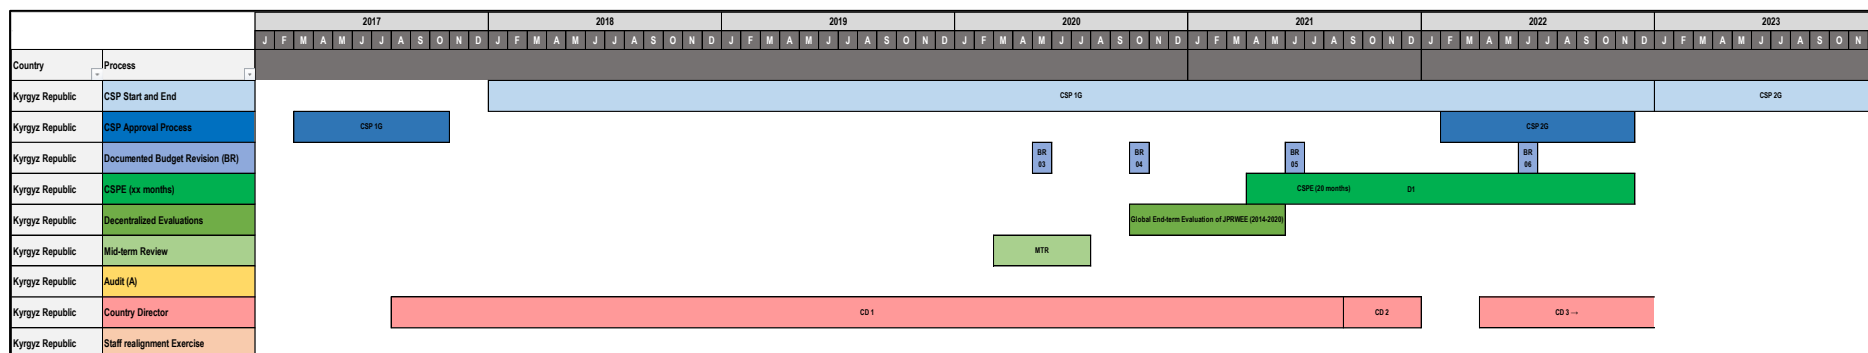 2017 2018 2019 2020 2021 2022 2023
J F M A M J J A S O N D J F M A M J J A S O N D J F M A M J J A S O N D J F M A M J J A S O N D J F M A M J J A S O N D J F M A M J J A S O N D J F M A M J J A S O N
Country Process
Kyrgyz Republic CSP Start and End CSP 1G CSP 2G
Kyrgyz Republic CSP Approval Process CSP 1G CSP 2G
Kyrgyz Republic Documented Budget Revision (BR) BR 03 BR 04 BR 05 BR 06
Kyrgyz Republic CSPE (xx months) CSPE (20 months) D1
Kyrgyz Republic Decentralized Evaluations Global End-term Evaluation of JPRWEE (2014-2020)
Kyrgyz Republic Mid-term Review MTR
Kyrgyz Republic Audit (A)
Kyrgyz Republic Country Director CD 1 CD 2 CD 3 →
Kyrgyz Republic Staff realignment Exercise